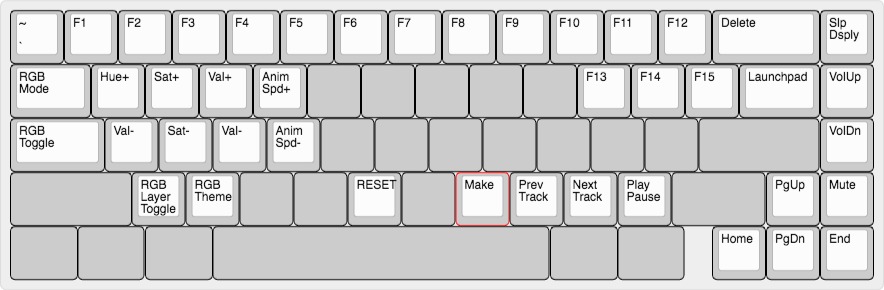 ~
`
F1
F2
F3
F4
F5
F6
F7
F8
F9
F10
F11
F12
Delete
Slp
Dsply
RGB
Mode
Hue+
Sat+
Val+
Anim
Spd+
F13
F14
F15
Launchpad
VolUp
RGB
Toggle
Val-
Sat-
Val-
Anim
Spd-
VolDn
RGB
Layer
Toggle
RGB
Theme
RESET
Make
Prev
Track
Next
Track
Play
Pause
PgUp
Mute
Home
PgDn
End